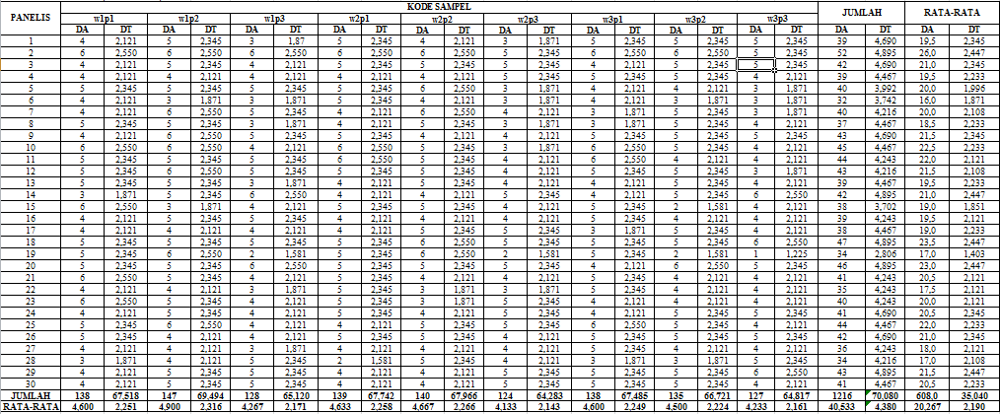 KODE SAMPEL
PANELIS w1p1 w1p2 w1p3 w2p1 w2p2 w2p3 w3p1 w3p2 w3p3 JUMLAH RATA-RATA
DA DT DA DT DA DT DA DT DA DT DA DT DA DT DA DT DA DT DA DT DA DT
1 4 2,121 5 2,345 3 1,87 5 2,345 4 2,121 3 1,871 5 2,345 5 2,345 5 2,345 39 4,690 19,5 2,345
2 6 2,550 6 2,550 6 2,550 6 2,550 6 2,550 5 2,345 6 2,550 6 2,550 5 2,345 52 4,895 26,0 2,447
3 4 2,121 5 2,345 4 2,121 5 2,345 5 2,345 5 2,345 4 2,121 5 2,345 5 2,345 42 4,690 21,0 2,345
4 4 2,121 4 2,121 4 2,121 4 2,121 4 2,121 5 2,345 5 2,345 5 2,345 4 2,121 39 4,467 19,5 2,233
5 5 2,345 5 2,345 5 2,345 5 2,345 6 2,550 3 1,871 4 2,121 4 2,121 3 1,871 40 3,992 20,0 1,996
6 4 2,121 3 1,871 3 1,871 5 2,345 4 2,121 3 1,871 4 2,121 3 1,871 3 1,871 32 3,742 16,0 1,871
7 4 2,121 6 2,550 5 2,345 4 2,121 6 2,550 4 2,121 3 1,871 5 2,345 3 1,871 40 4,216 20,0 2,108
8 5 2,345 5 2,345 3 1,871 4 2,121 5 2,345 3 1,871 3 1,871 5 2,345 4 2,121 37 4,467 18,5 2,233
9 4 2,121 6 2,550 5 2,345 5 2,345 4 2,121 4 2,121 5 2,345 5 2,345 5 2,345 43 4,690 21,5 2,345
10 6 2,550 6 2,550 4 2,121 6 2,550 5 2,345 3 1,871 5 2,345 5 2,345 5 2,345 45 4,467 22,5 2,233
11 5 2,345 5 2,345 5 2,345 6 2,550 5 2,345 4 2,121 6 2,550 4 2,121 4 2,121 44 4,243 22,0 2,121
12 5 2,345 6 2,550 5 2,345 5 2,345 5 2,345 4 2,121 5 2,345 5 2,345 3 1,871 43 4,216 21,5 2,108
13 5 2,345 5 2,345 3 1,871 4 2,121 5 2,345 4 2,121 4 2,121 5 2,345 4 2,121 39 4,467 19,5 2,233
14 3 1,871 5 2,345 6 2,550 4 2,121 4 2,121 5 2,345 4 2,121 5 2,345 6 2,550 42 4,895 21,0 2,447
15 6 2,550 3 1,871 4 2,121 5 2,345 5 2,345 4 2,121 5 2,345 2 1,581 4 2,121 38 3,702 19,0 1,851
16 4 2,121 5 2,345 5 2,345 4 2,121 4 2,121 4 2,121 5 2,345 4 2,121 4 2,121 39 4,243 19,5 2,121
17 4 2,121 4 2,121 4 2,121 4 2,121 5 2,345 5 2,345 3 1,871 5 2,345 4 2,121 38 4,467 19,0 2,233
18 5 2,345 5 2,345 5 2,345 5 2,345 6 2,550 5 2,345 5 2,345 5 2,345 6 2,550 47 4,895 23,5 2,447
19 5 2,345 6 2,550 2 1,581 5 2,345 6 2,550 2 1,581 5 2,345 2 1,581 1 1,225 34 2,806 17,0 1,403
20 5 2,345 5 2,345 6 2,550 5 2,345 5 2,345 5 2,345 4 2,121 6 2,550 5 2,345 46 4,895 23,0 2,447
21 6 2,550 5 2,345 4 2,121 5 2,345 4 2,121 4 2,121 5 2,345 4 2,121 4 2,121 41 4,243 20,5 2,121
22 4 2,121 4 2,121 3 1,871 5 2,345 3 1,871 3 1,871 5 2,345 4 2,121 4 2,121 35 4,243 17,5 2,121
23 6 2,550 5 2,345 4 2,121 5 2,345 3 1,871 5 2,345 4 2,121 4 2,121 4 2,121 40 4,243 20,0 2,121
24 4 2,121 5 2,345 4 2,121 5 2,345 4 2,121 5 2,345 5 2,345 4 2,121 5 2,345 41 4,690 20,5 2,345
25 5 2,345 6 2,550 4 2,121 4 2,121 5 2,345 5 2,345 6 2,550 5 2,345 4 2,121 44 4,467 22,0 2,233
26 5 2,345 4 2,121 4 2,121 5 2,345 5 2,345 4 2,121 5 2,345 5 2,345 5 2,345 42 4,690 21,0 2,345
27 4 2,121 4 2,121 3 1,871 4 2,121 4 2,121 4 2,121 5 2,345 4 2,121 4 2,121 36 4,243 18,0 2,121
28 3 1,871 4 2,121 5 2,345 2 1,581 5 2,345 4 2,121 3 1,871 3 1,871 5 2,345 34 4,216 17,0 2,108
29 4 2,121 5 2,345 5 2,345 4 2,121 4 2,121 5 2,345 5 2,345 5 2,345 6 2,550 43 4,895 21,5 2,447
30 4 2,121 5 2,345 5 2,345 4 2,121 4 2,121 5 2,345 5 2,345 5 2,345 4 2,121 41 4,467 20,5 2,233
JUMLAH 138 67,518 147 69,494 128 65,120 139 67,742 140 67,966 124 64,283 138 67,485 135 66,721 127 64,817 1216 70,080 608,0 35,040
RATA-RATA 4,600 2,251 4,900 2,316 4,267 2,171 4,633 2,258 4,667 2,266 4,133 2,143 4,600 2,249 4,500 2,224 4,233 2,161 40,533 4,380 20,267 2,190